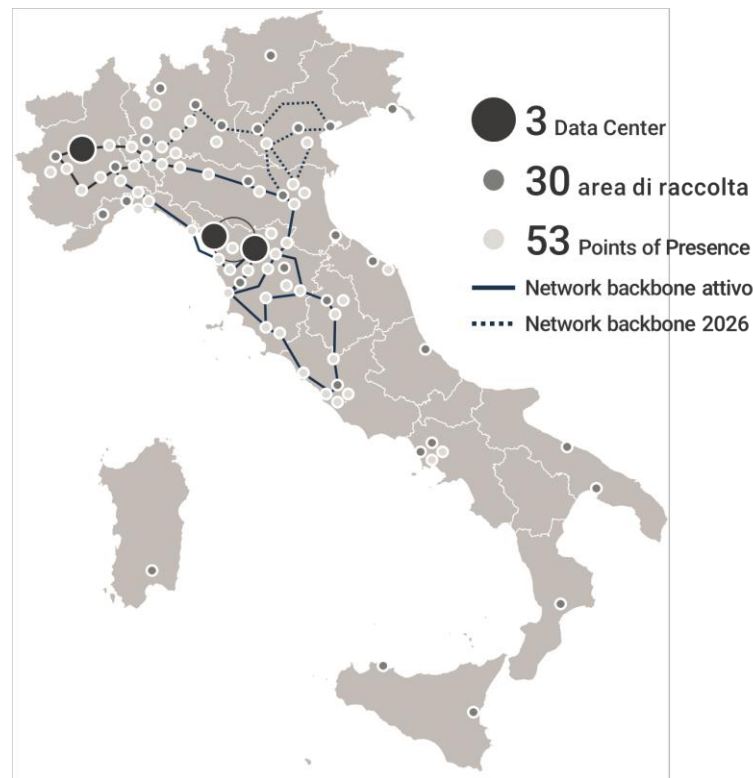 3 Data Center
30 area di raccolta
53 Points of Presence
Network backbone attivo
Network backbone 2026